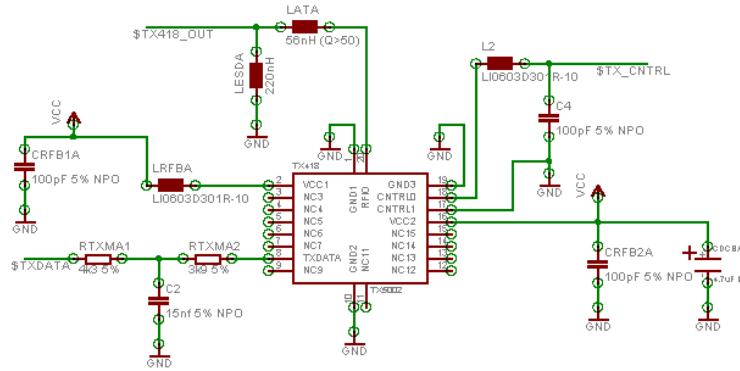 LATA
$TX418_OUT
56nH (Q>50)
LESDA
220nH
L2
LI0603D301R-10
$TX_CNTRL
C4
100pF 5% NPO
GND
GND
GND
GND
VCC
CRFB1A
100pF 5% NPO
GND
LRFBA
LI0603D301R-10
TX418
1
20
GND1
RFIO
2
VCC1
3
NC3
4
NC4
5
NC5
6
NC6
7
NC7
8
TXDATA
9
NC9
GND3
19
CNTRL0
18
CNTRL1
17
VCC2
16
NC15
15
NC14
14
NC13
13
NC12
12
GND2
NC11
10
11
TX5002
GND
VCC
CRFB2A
100pF 5% NPO
GND
4.7uF
GND
$TXDATA
RTXMA1
4k3 5%
RTXMA2
3k9 5%
C2
15nf 5% NPO
GND